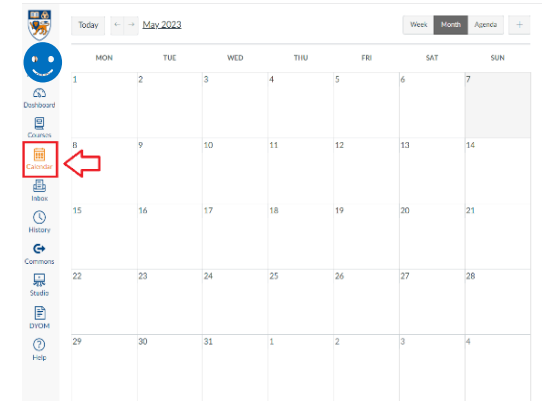 Today ← → May 2023 Week Month Agenda +
MON TUE WED THU FRI SAT SUN
1 2 3 4 5 6 7
Dashboard
Courses
8 9 10 11 12 13 14
Calendar
Inbox
15 16 17 18 19 20 21
History
Commons
22 23 24 25 26 27 28
Studio
DYOM
29 30 31 1 2 3 4
Help